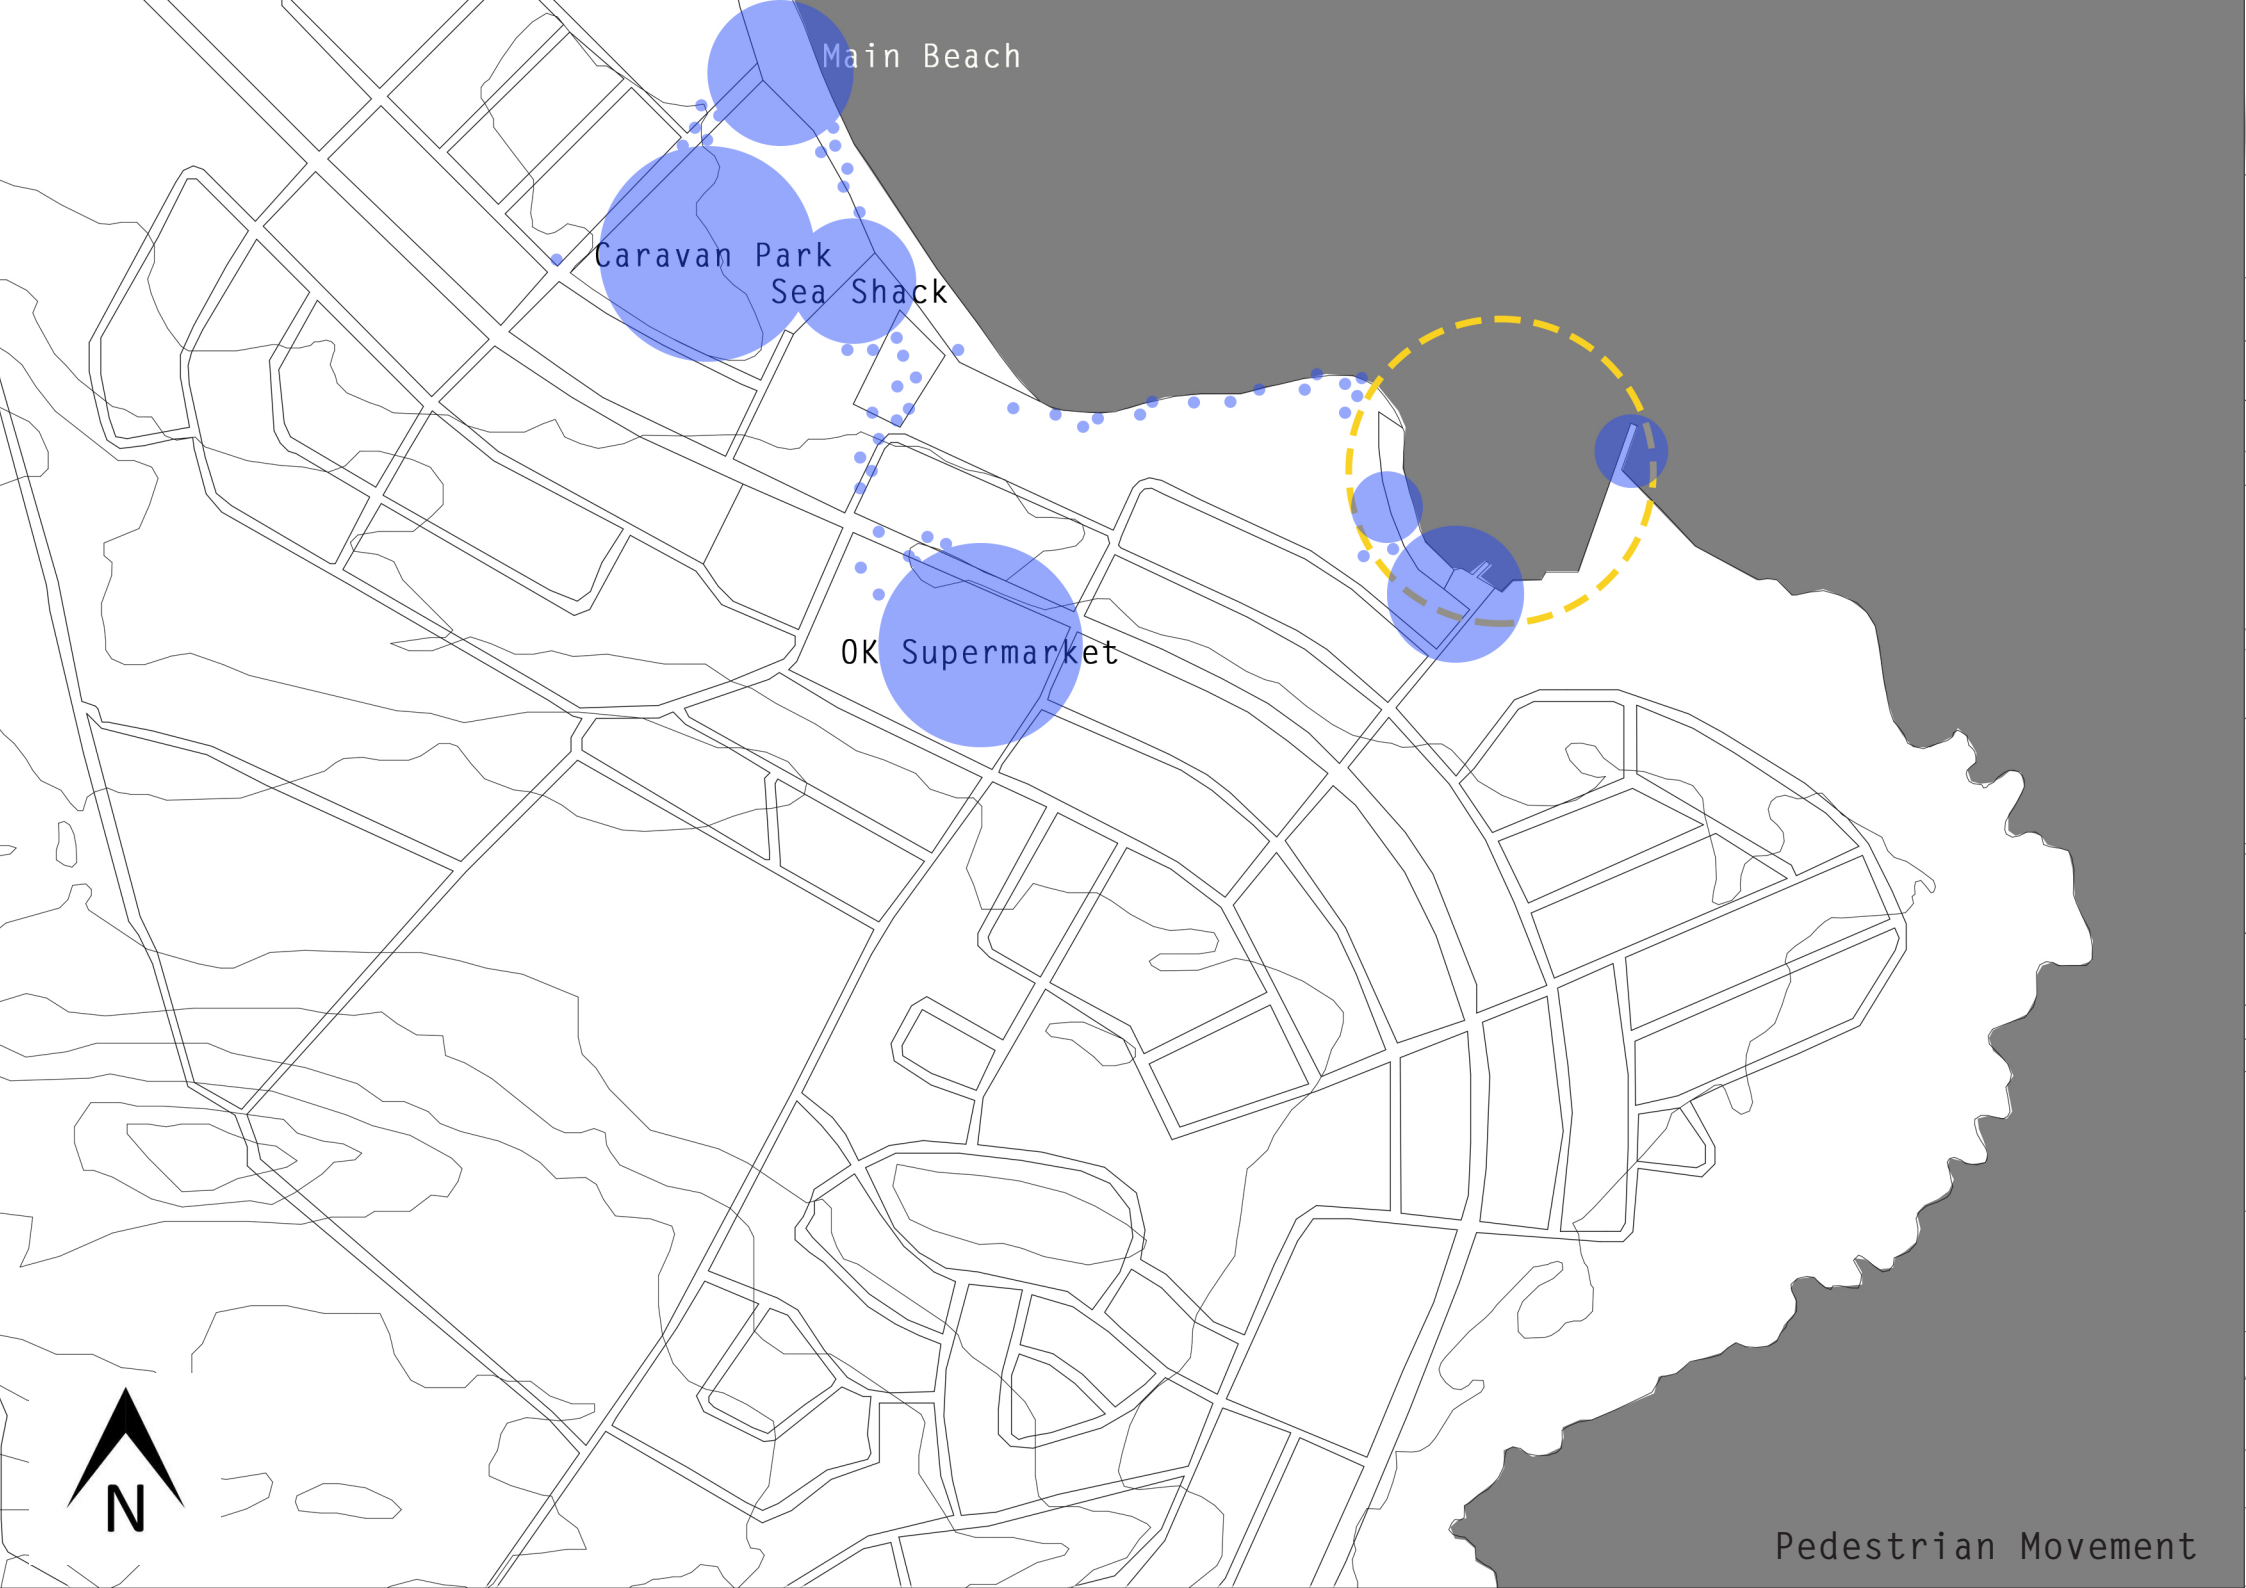 Main Beach
Caravan Park
Sea Shack
OK Supermarket
N
Pedestrian Movement